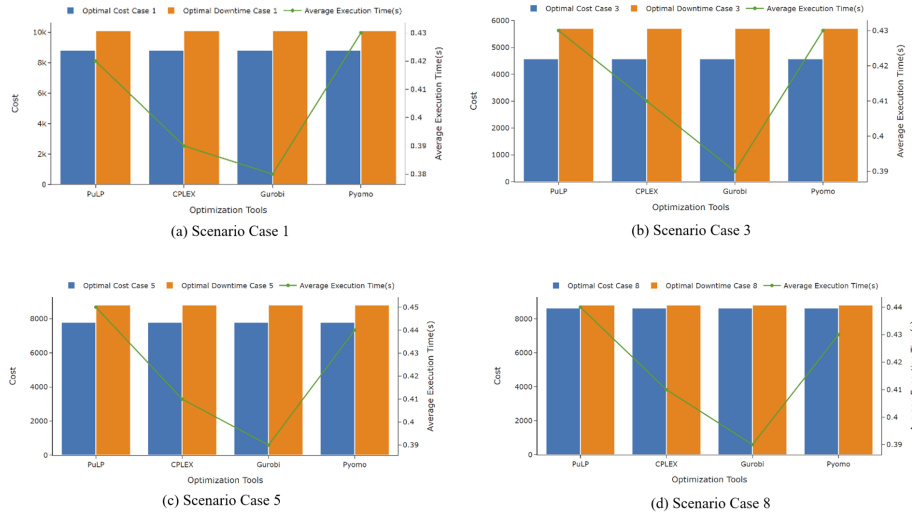 Optimal Cost Case 1 Optimal Downtime Case 1 Average Execution Time(s)
10k
8k
6k
4k
2k
0
Cost
0.43
0.42
0.41
0.4
0.39
0.38
Average Execution Time(s)
PuLP CPLEX Gurobi Pyomo
Optimization Tools
(a) Scenario Case 1
Optimal Cost Case 3 Optimal Downtime Case 3 Average Execution Time(s)
6000
5000
4000
3000
2000
1000
0
Cost
0.43
0.42
0.41
0.4
0.39
Average Execution Time(s)
PuLP CPLEX Gurobi Pyomo
Optimization Tools
(b) Scenario Case 3
Optimal Cost Case 5 Optimal Downtime Case 5 Average Execution Time(s)
8000
6000
4000
2000
0
Cost
0.45
0.44
0.43
0.42
0.41
0.4
0.39
Average Execution Time(s)
PuLP CPLEX Gurobi Pyomo
Optimization Tools
(c) Scenario Case 5
Optimal Cost Case 8 Optimal Downtime Case 8 Average Execution Time(s)
8000
6000
4000
2000
0
Cost
0.44
0.43
0.42
0.41
0.4
0.39
PuLP CPLEX Gurobi Pyomo
Optimization Tools
(d) Scenario Case 8